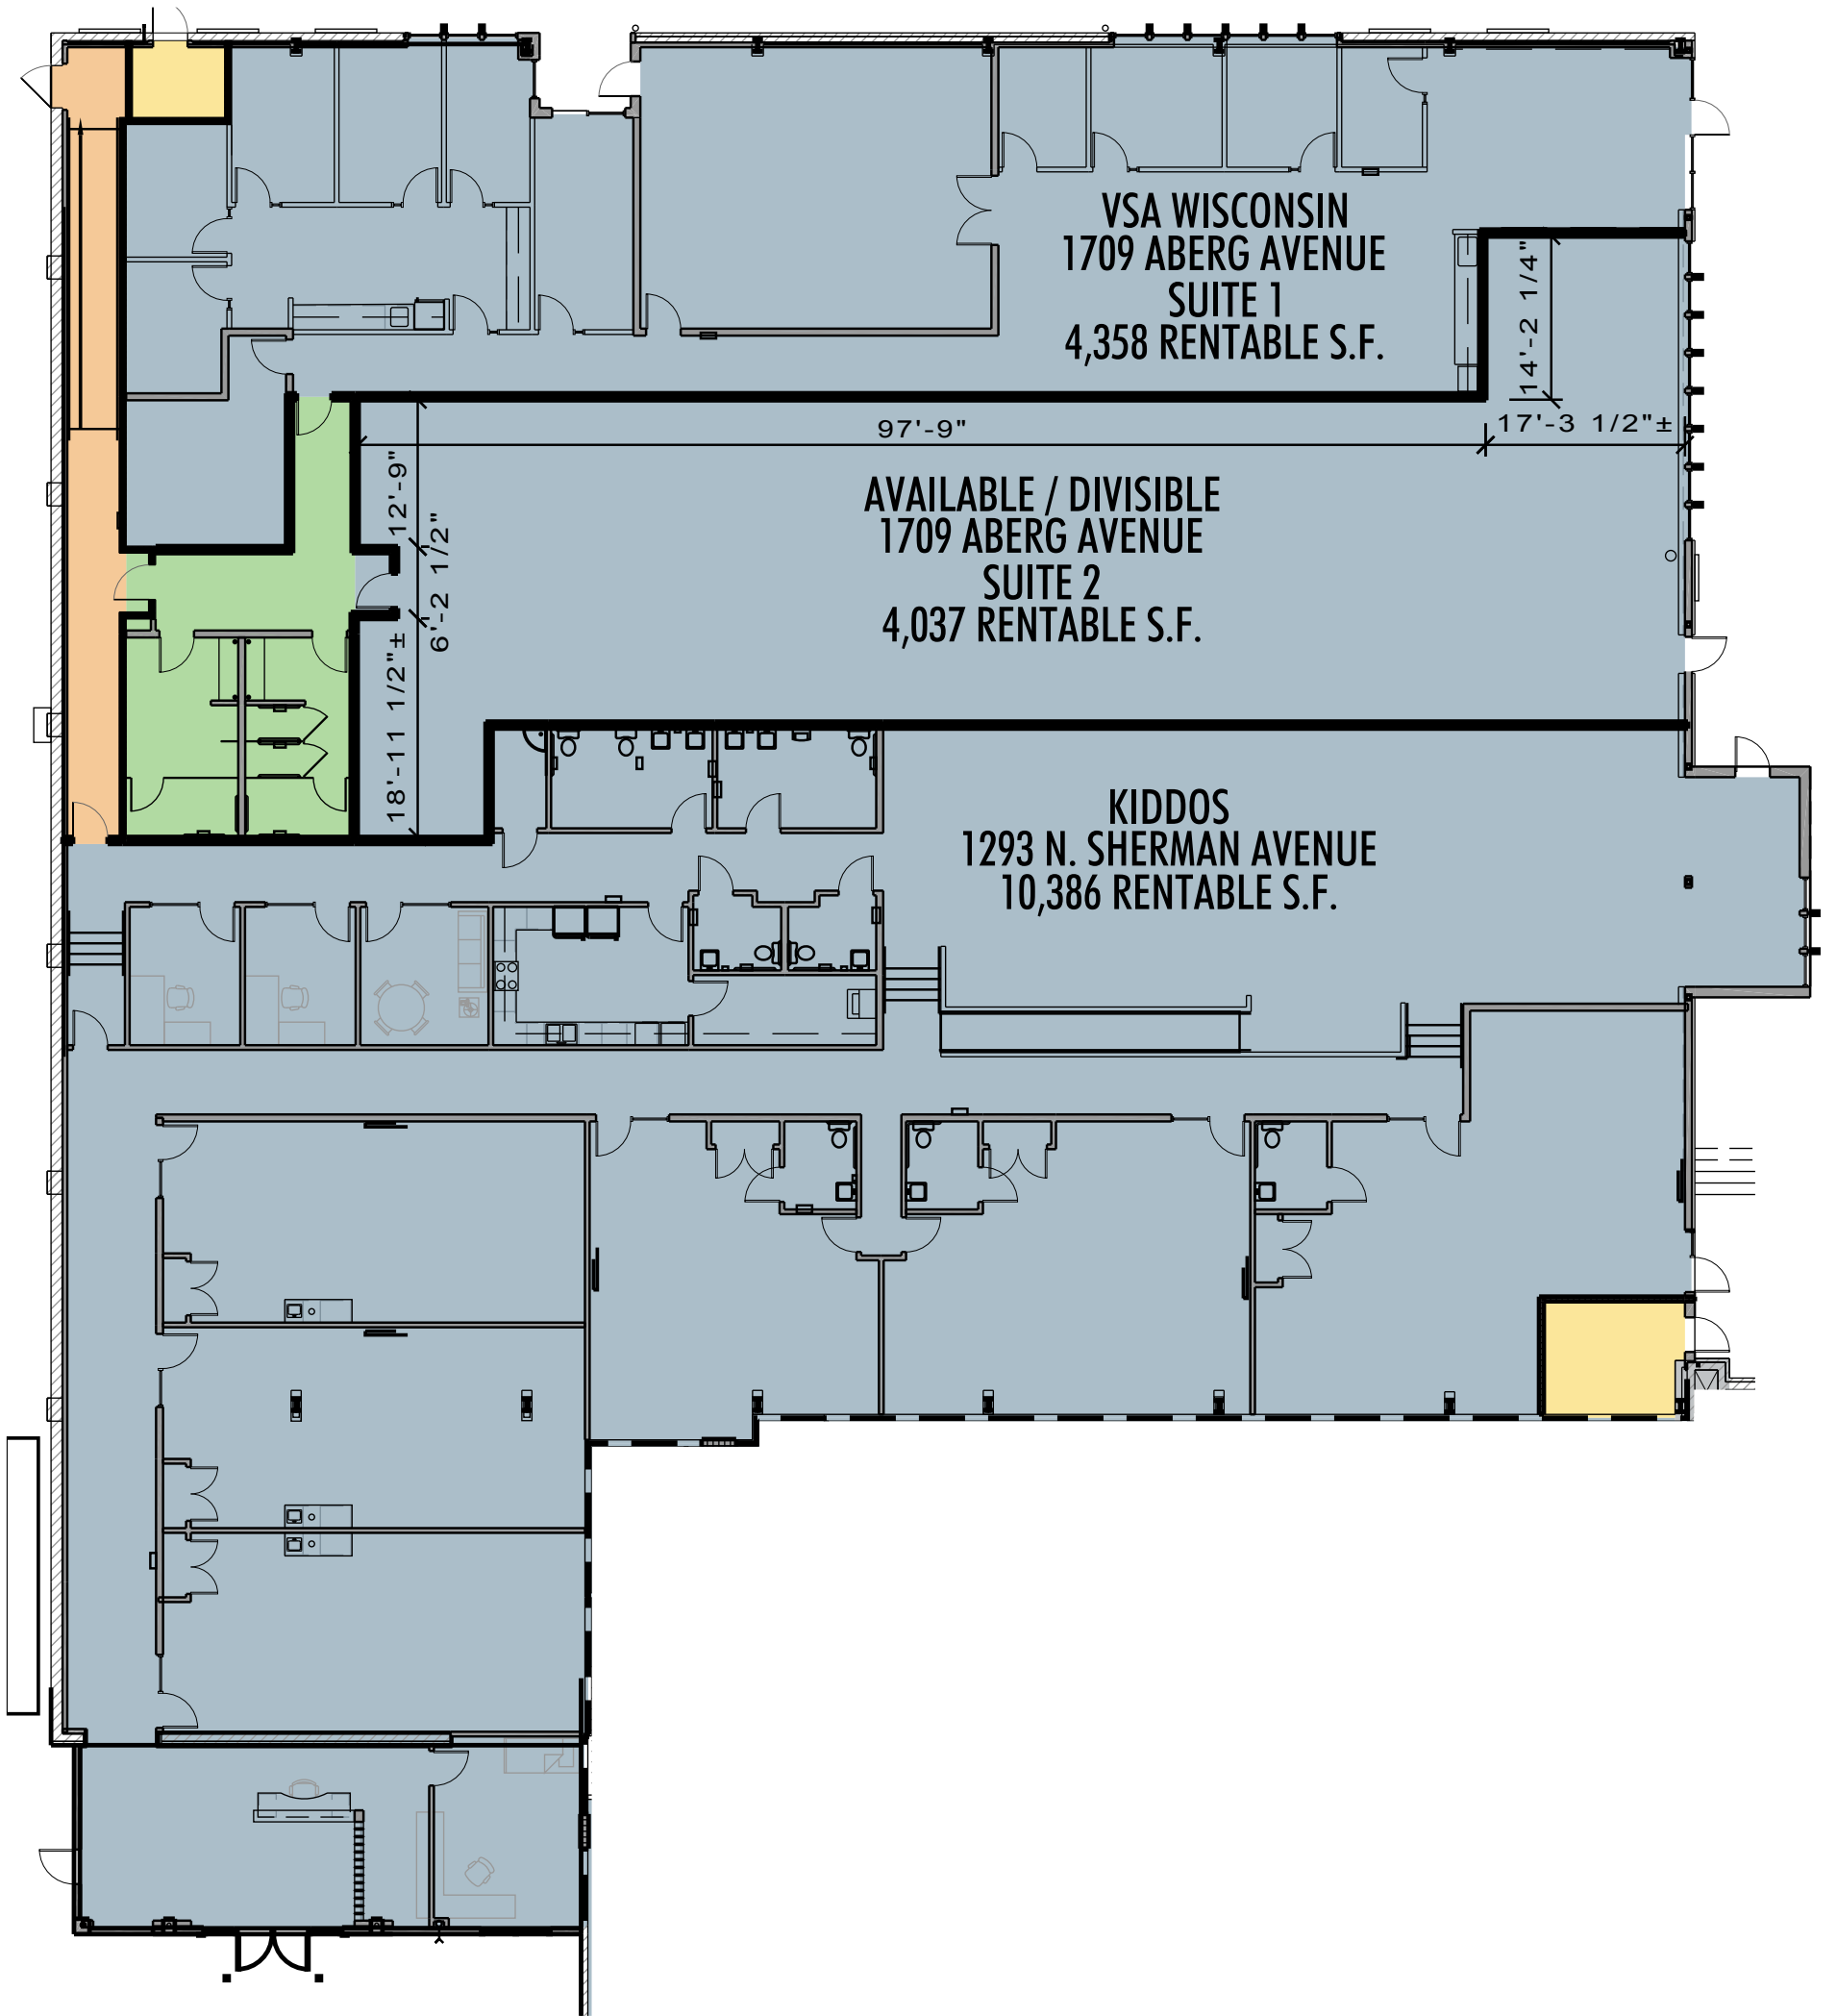 VSA WISCONSIN
1709 ABERG AVENUE
SUITE 1
4,358 RENTABLE S.F.
14'-2 1/4"
97'-9"
17'-3 1/2"±
12'-9"
6'-2 1/2"
18'-11 1/2"±
AVAILABLE / DIVISIBLE
1709 ABERG AVENUE
SUITE 2
4,037 RENTABLE S.F.
KIDDOS
1293 N. SHERMAN AVENUE
10,386 RENTABLE S.F.